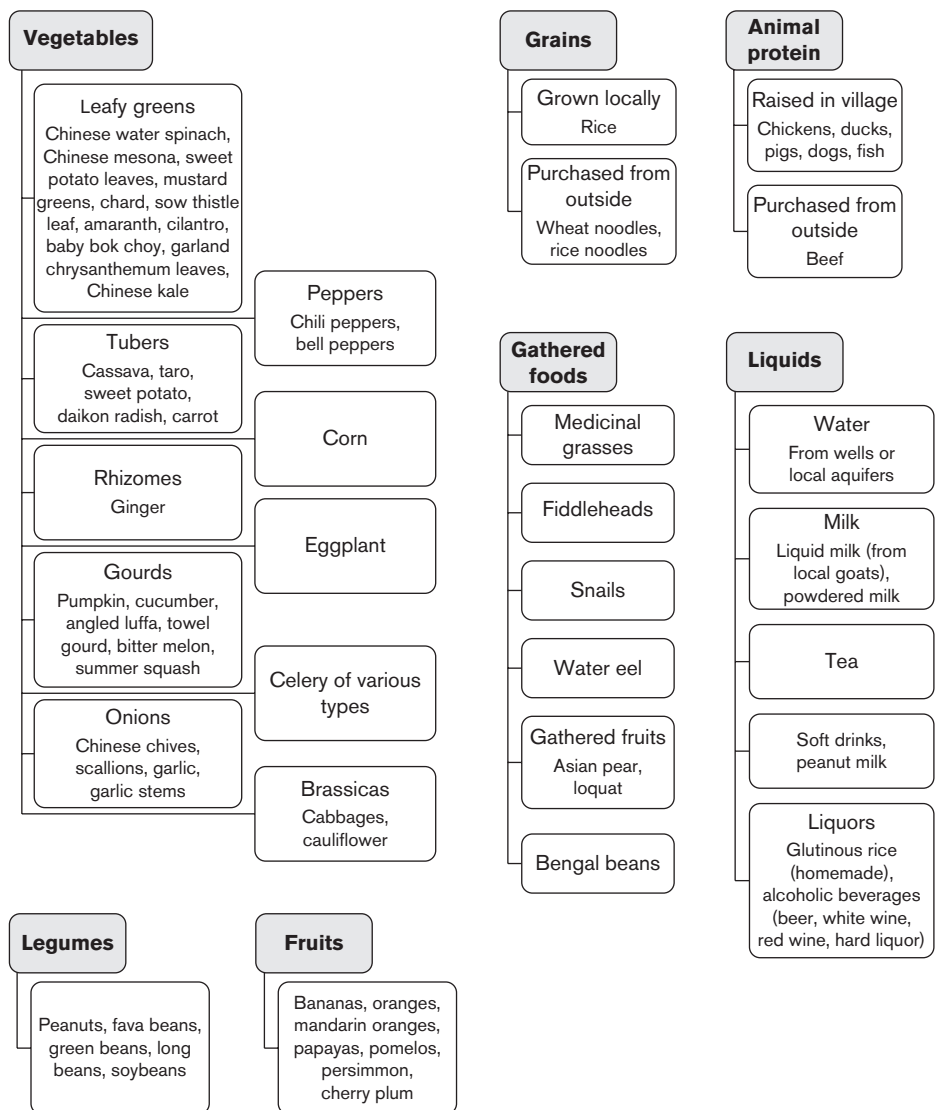 Vegetables
Leafy greens
Chinese water spinach,
Chinese mesona, sweet
potato leaves, mustard
greens, chard, sow thistle
leaf, amaranth, cilantro,
baby bok choy, garland
chrysanthemum leaves,
Chinese kale
Peppers
Chili peppers,
bell peppers
Tubers
Cassava, taro,
sweet potato,
daikon radish, carrot
Corn
Rhizomes
Ginger
Eggplant
Gourds
Pumpkin, cucumber,
angled luffa, towel
gourd, bitter melon,
summer squash
Celery of various
types
Onions
Chinese chives,
scallions, garlic,
garlic stems
Brassicas
Cabbages,
cauliflower
Grains
Grown locally
Rice
Purchased from
outside
Wheat noodles,
rice noodles
Animal
protein
Raised in village
Chickens, ducks,
pigs, dogs, fish
Purchased from
outside
Beef
Gathered
foods
Medicinal
grasses
Fiddleheads
Snails
Water eel
Gathered fruits
Asian pear,
loquat
Bengal beans
Liquids
Water
From wells or
local aquifers
Milk
Liquid milk (from
local goats),
powdered milk
Tea
Soft drinks,
peanut milk
Liquors
Glutinous rice
(homemade),
alcoholic beverages
(beer, white wine,
red wine, hard liquor)
Legumes
Peanuts, fava beans,
green beans, long
beans, soybeans
Fruits
Bananas, oranges,
mandarin oranges,
papayas, pomelos,
persimmon,
cherry plum